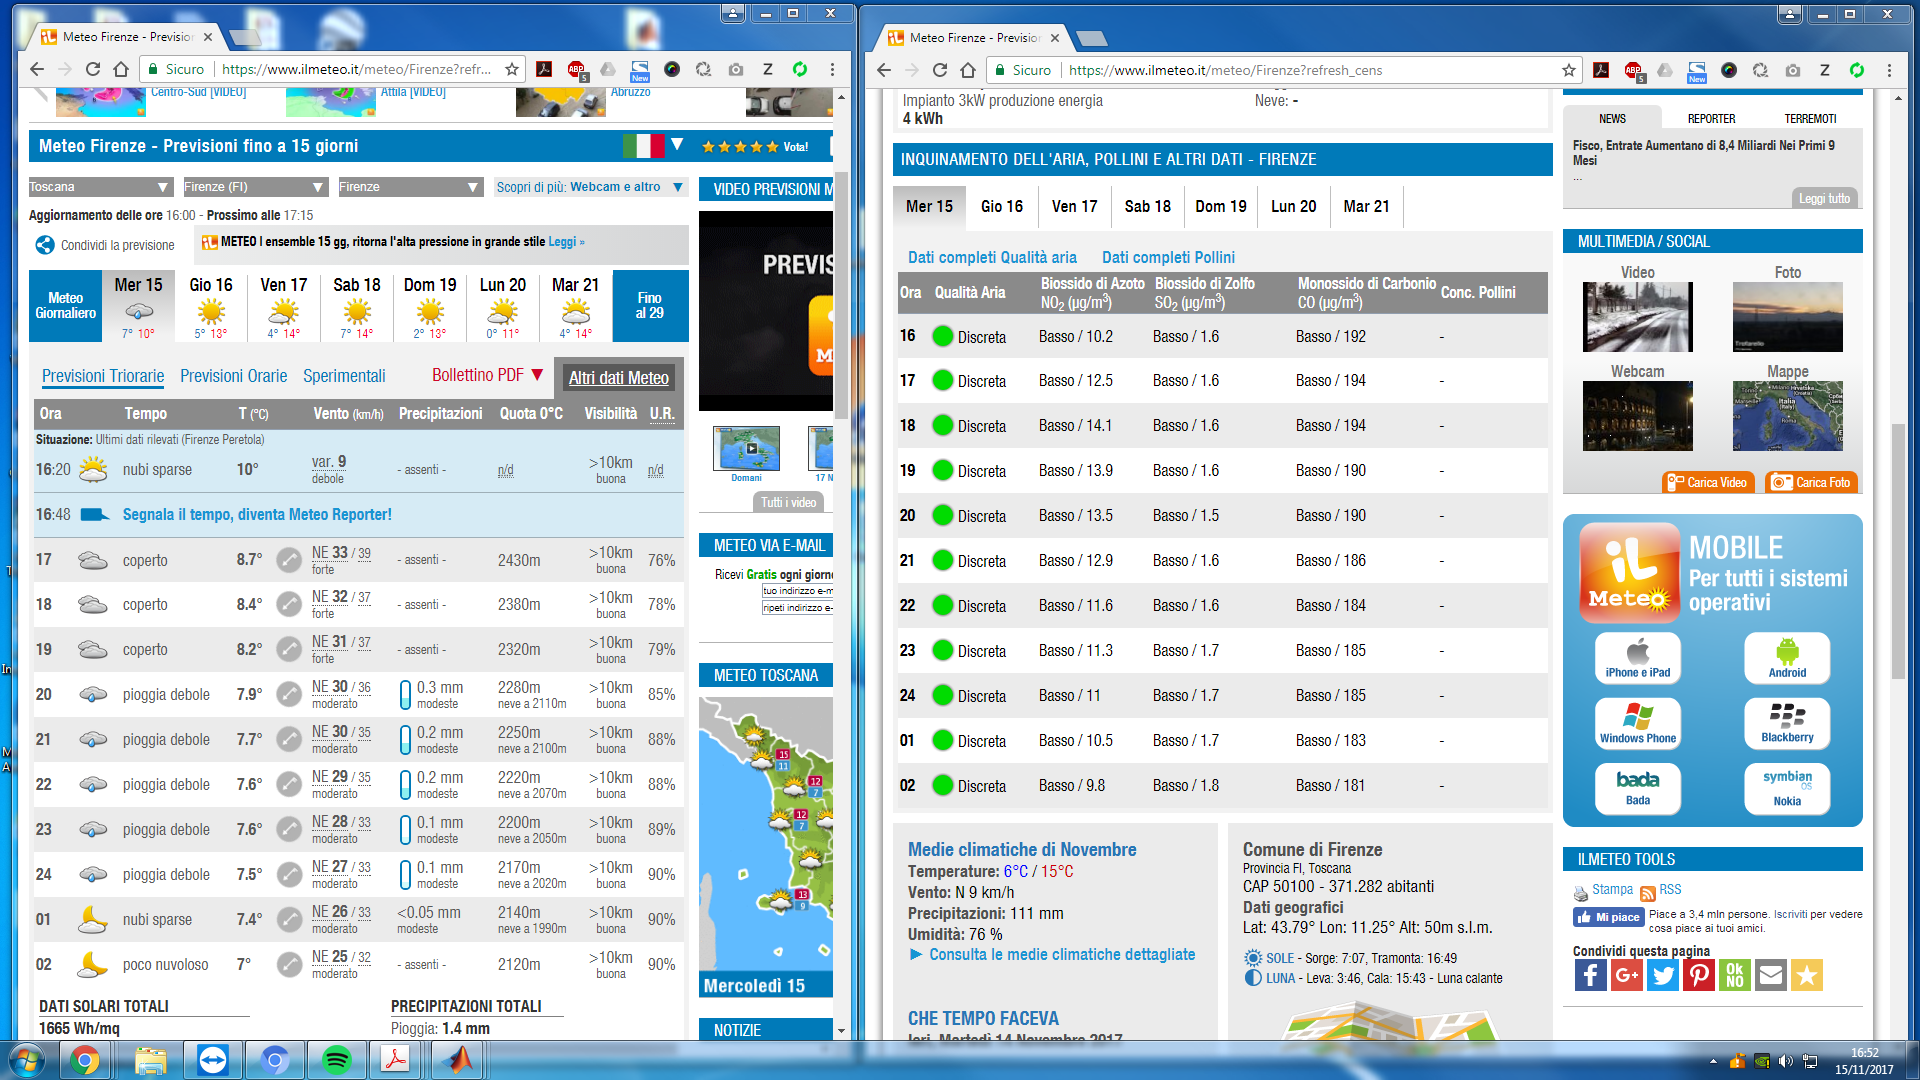 Meteo Firenze - Prevision
Sicuro
https://www.ilmeteo.it/meteo/Firenze?refr...
Centro-Sud [VIDEO]
Attila [VIDEO]
Abruzzo
Meteo Firenze - Previsioni fino a 15 giorni
Vota!
Toscana
Firenze (FI)
Firenze
Scopri di più: Webcam e altro
Aggiornamento delle ore 16:00 - Prossimo alle 17:15
Condividi la previsione
METEO I ensemble 15 gg, ritorna l'alta pressione in grande stile Leggi »
Meteo Giornaliero
Mer 15 7° 10°
Gio 16 5° 13°
Ven 17 4° 14°
Sab 18 7° 14°
Dom 19 2° 13°
Lun 20 0° 11°
Mar 21 4° 14°
Fino al 29
Previsioni Triorarie
Previsioni Orarie
Sperimentali
Bollettino PDF
Altri dati Meteo
Ora Tempo T (°C) Vento (km/h) Precipitazioni Quota 0°C Visibilità U.R.
Situazione: Ultimi dati rilevati (Firenze Peretola)
16:20 nubi sparse 10° var. 9 debole - assenti - n/d >10km buona n/d
16:48 Segnala il tempo, diventa Meteo Reporter!
17 coperto 8.7° NE 33 / 39 forte - assenti - 2430m >10km buona 76%
18 coperto 8.4° NE 32 / 37 forte - assenti - 2380m >10km buona 78%
19 coperto 8.2° NE 31 / 37 forte - assenti - 2320m >10km buona 79%
20 pioggia debole 7.9° NE 30 / 36 moderato 0.3 mm modeste 2280m neve a 2110m >10km buona 85%
21 pioggia debole 7.7° NE 30 / 35 moderato 0.2 mm modeste 2250m neve a 2100m >10km buona 88%
22 pioggia debole 7.6° NE 29 / 35 moderato 0.2 mm modeste 2220m neve a 2070m >10km buona 88%
23 pioggia debole 7.6° NE 28 / 33 moderato 0.1 mm modeste 2200m neve a 2050m >10km buona 89%
24 pioggia debole 7.5° NE 27 / 33 moderato 0.1 mm modeste 2170m neve a 2020m >10km buona 90%
01 nubi sparse 7.4° NE 26 / 33 moderato <0.05 mm modeste 2140m neve a 1990m >10km buona 90%
02 poco nuvoloso 7° NE 25 / 32 moderato - assenti - 2120m >10km buona 90%
DATI SOLARI TOTALI
1665 Wh/mq
PRECIPITAZIONI TOTALI
Pioggia: 1.4 mm
VIDEO PREVISIONI M
PREVIS
Domani
17 N
Tutti i video
METEO VIA E-MAIL
Ricevi Gratis ogni giorno
tuo indirizzo e-m
ripeti indirizzo e-
METEO TOSCANA
15
11
12
7
12
7
13
9
Mercoledì 15
NOTIZIE
Meteo Firenze - Prevision
Sicuro
https://www.ilmeteo.it/meteo/Firenze?refresh_cens
Impianto 3kW produzione energia
4 kWh
Neve: -
INQUINAMENTO DELL'ARIA, POLLINI E ALTRI DATI - FIRENZE
Mer 15 Gio 16 Ven 17 Sab 18 Dom 19 Lun 20 Mar 21
Dati completi Qualità aria
Dati completi Pollini
Ora Qualità Aria Biossido di Azoto NO2 (µg/m3) Biossido di Zolfo SO2 (µg/m3) Monossido di Carbonio CO (µg/m3) Conc. Pollini
16 Discreta Basso / 10.2 Basso / 1.6 Basso / 192 -
17 Discreta Basso / 12.5 Basso / 1.6 Basso / 194 -
18 Discreta Basso / 14.1 Basso / 1.6 Basso / 194 -
19 Discreta Basso / 13.9 Basso / 1.6 Basso / 190 -
20 Discreta Basso / 13.5 Basso / 1.5 Basso / 190 -
21 Discreta Basso / 12.9 Basso / 1.6 Basso / 186 -
22 Discreta Basso / 11.6 Basso / 1.6 Basso / 184 -
23 Discreta Basso / 11.3 Basso / 1.7 Basso / 185 -
24 Discreta Basso / 11 Basso / 1.7 Basso / 185 -
01 Discreta Basso / 10.5 Basso / 1.7 Basso / 183 -
02 Discreta Basso / 9.8 Basso / 1.8 Basso / 181 -
Medie climatiche di Novembre
Temperature: 6°C / 15°C
Vento: N 9 km/h
Precipitazioni: 111 mm
Umidità: 76 %
Consulta le medie climatiche dettagliate
CHE TEMPO FACEVA
Ieri, Martedì 14 Novembre 2017
Comune di Firenze
Provincia FI, Toscana
CAP 50100 - 371.282 abitanti
Dati geografici
Lat: 43.79° Lon: 11.25° Alt: 50m s.l.m.
SOLE - Sorge: 7:07, Tramonta: 16:49
LUNA - Leva: 3:46, Cala: 15:43 - Luna calante
NEWS REPORTER TERREMOTI
Fisco, Entrate Aumentano di 8,4 Miliardi Nei Primi 9
Mesi
...
Leggi tutto
MULTIMEDIA / SOCIAL
Video Foto
Trofarello
Webcam Mappe
Italia
Carica Video Carica Foto
iL Meteo
MOBILE
Per tutti i sistemi
operativi
iPhone e iPad
Android
Windows Phone
Blackberry
bada
Bada
symbian OS
Nokia
ILMETEO TOOLS
Stampa RSS
Mi piace
Piace a 3,4 mln persone. Iscriviti per vedere
cosa piace ai tuoi amici.
Condividi questa pagina
OK NO
16:52
15/11/2017